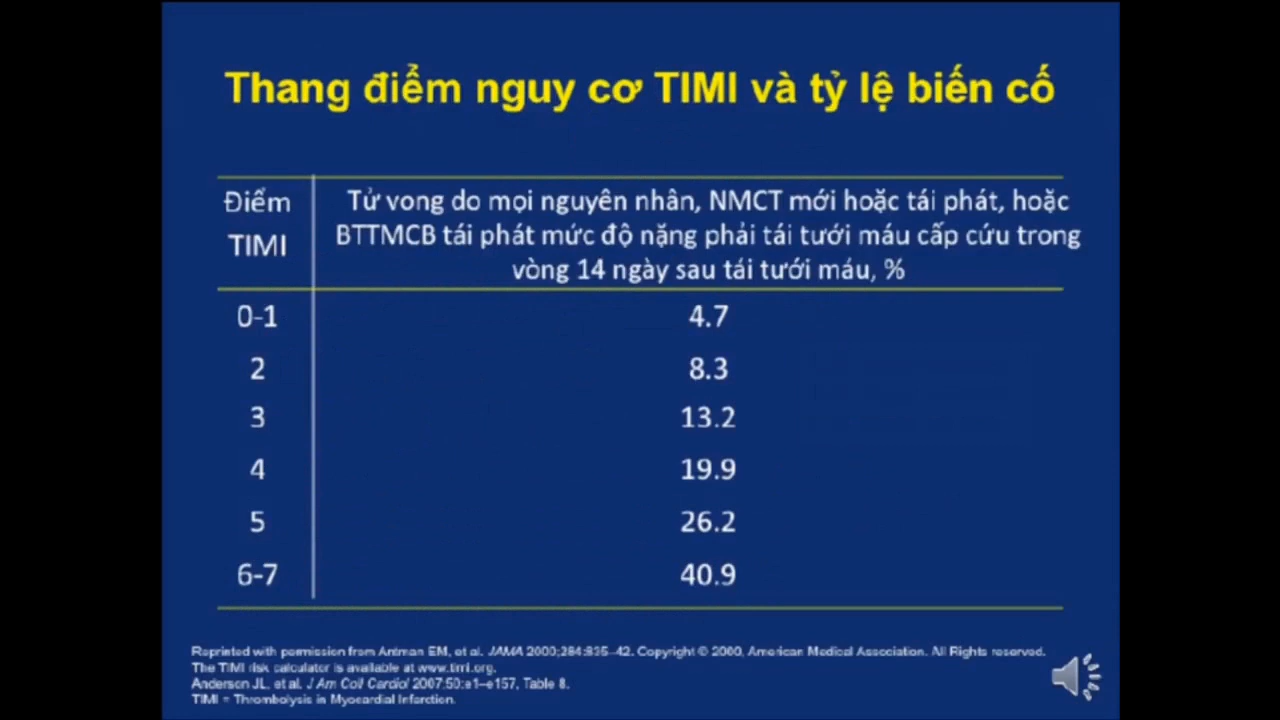 Thang điểm nguy cơ TIMI và tỷ lệ biến cố
Điểm
TIMI
Tử vong do mọi nguyên nhân, NMCT mới hoặc tái phát, hoặc
BTTMCB tái phát mức độ nặng phải tái tưới máu cấp cứu trong
vòng 14 ngày sau tái tưới máu, %
0-1 4.7
2 8.3
3 13.2
4 19.9
5 26.2
6-7 40.9
Reprinted with permission from Antman EM, et al. JAMA 2000;284:835–42. Copyright © 2000, American Medical Association. All Rights reserved.
The TIMI risk calculator is available at www.timi.org.
Anderson JL, et al. J Am Coll Cardiol 2007;50:e1–e157, Table 8.
TIMI = Thrombolysis in Myocardial Infarction.